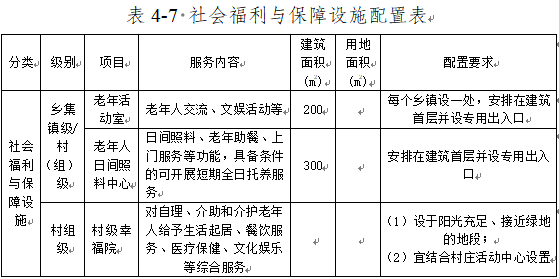 表 4-7·社会福利与保障设施配置表
分类 级别 项目 服务内容 建筑面积(㎡) 用地面积(㎡) 配置要求
社会福利与保障设施
乡集镇级/村（组）级
老年活动室
老年人交流、文娱活动等
200
每个乡镇设一处，安排在建筑
首层并设专用出入口
老年人日间照料中心
日间照料、老年助餐、上
门服务等功能，具备条件
的可开展短期全日托养服
务
300
安排在建筑首层并设专用出入
口
村组级
村级幸福院
对自理、介助和介护老年
人给予生活起居、餐饮服
务、医疗保健、文化娱乐
等综合服务
（1）设于阳光充足、接近绿地
的地段；
（2）宜结合村庄活动中心设置